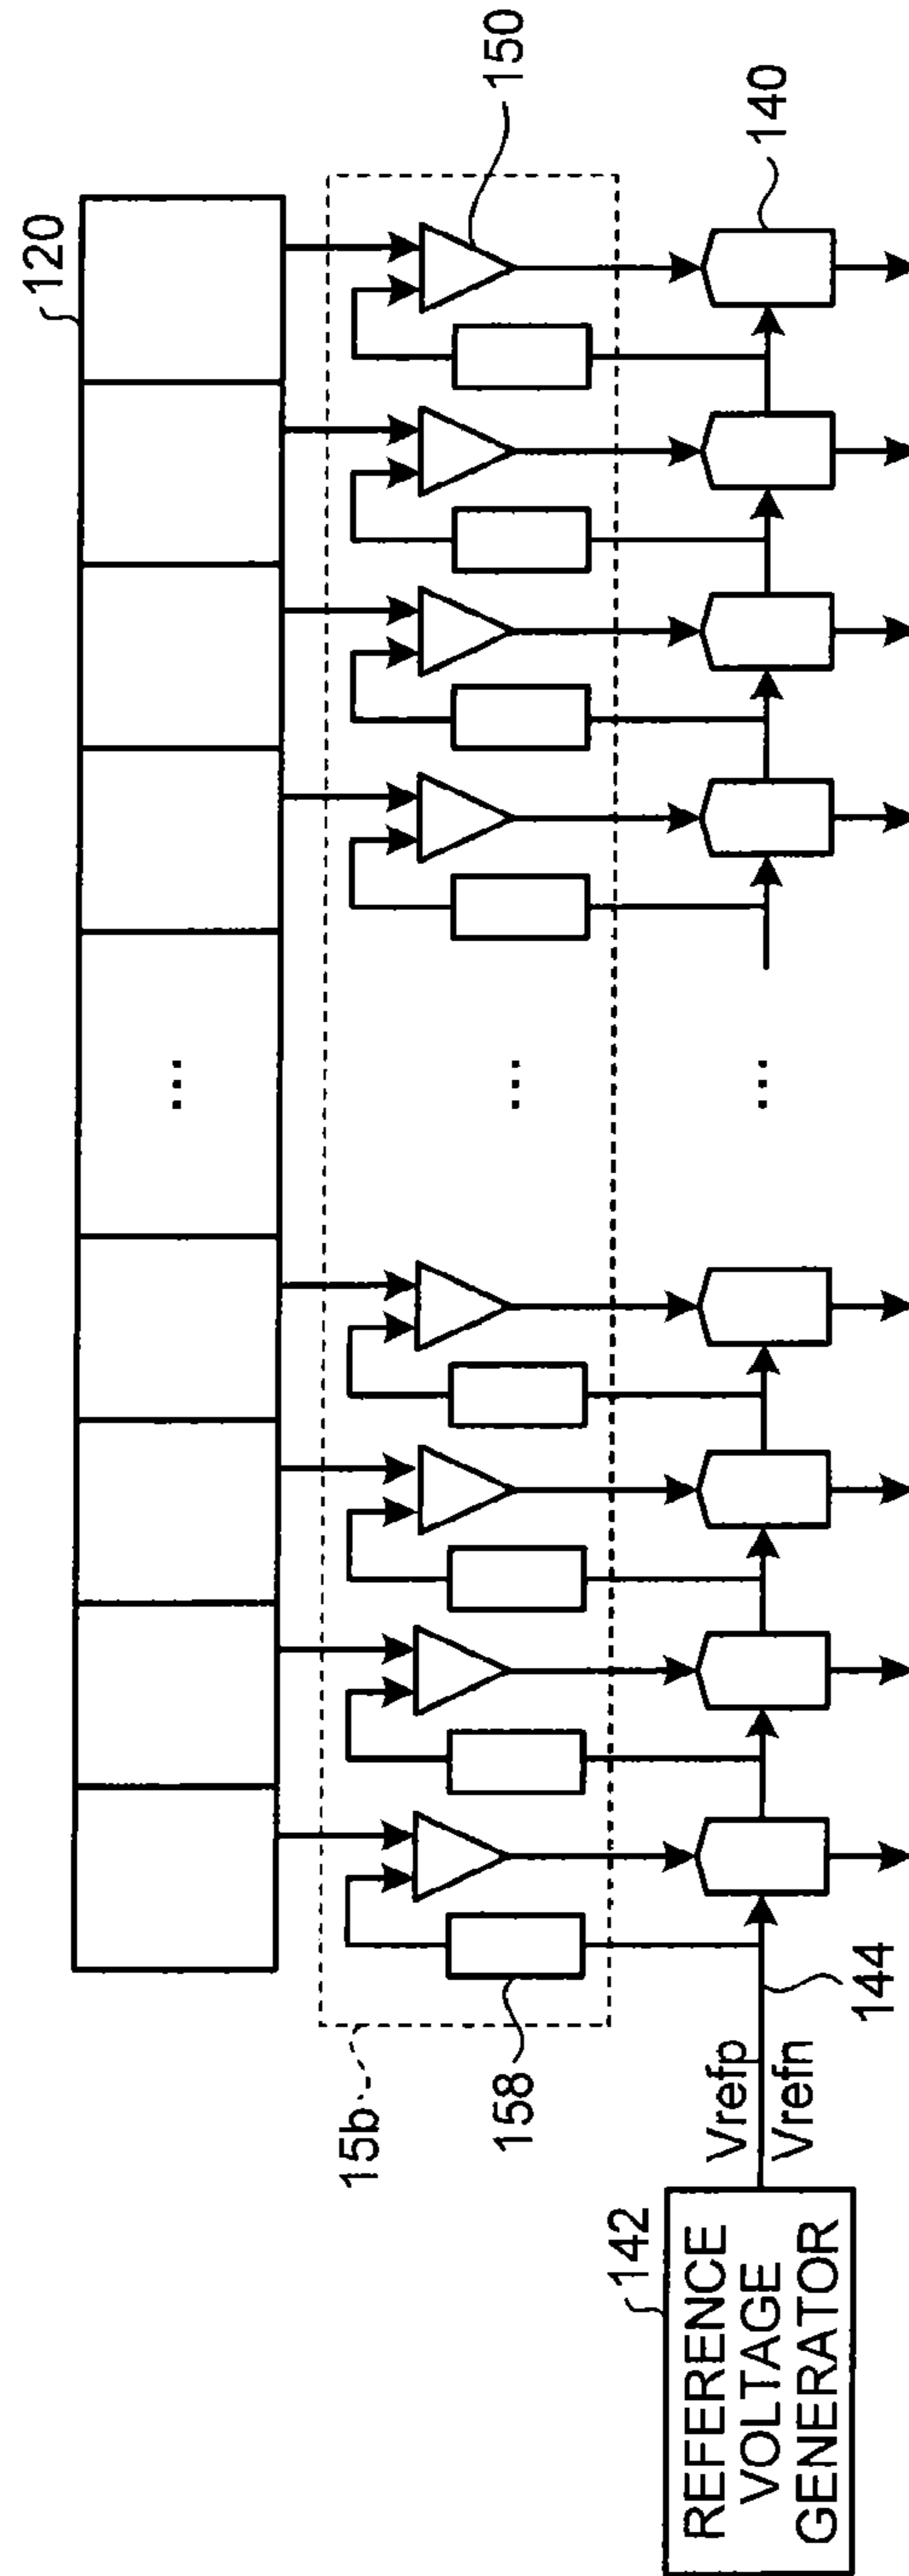 120
150
140
15b
158
144
Vrefp
Vrefn
142
REFERENCE
VOLTAGE
GENERATOR
...
...
...